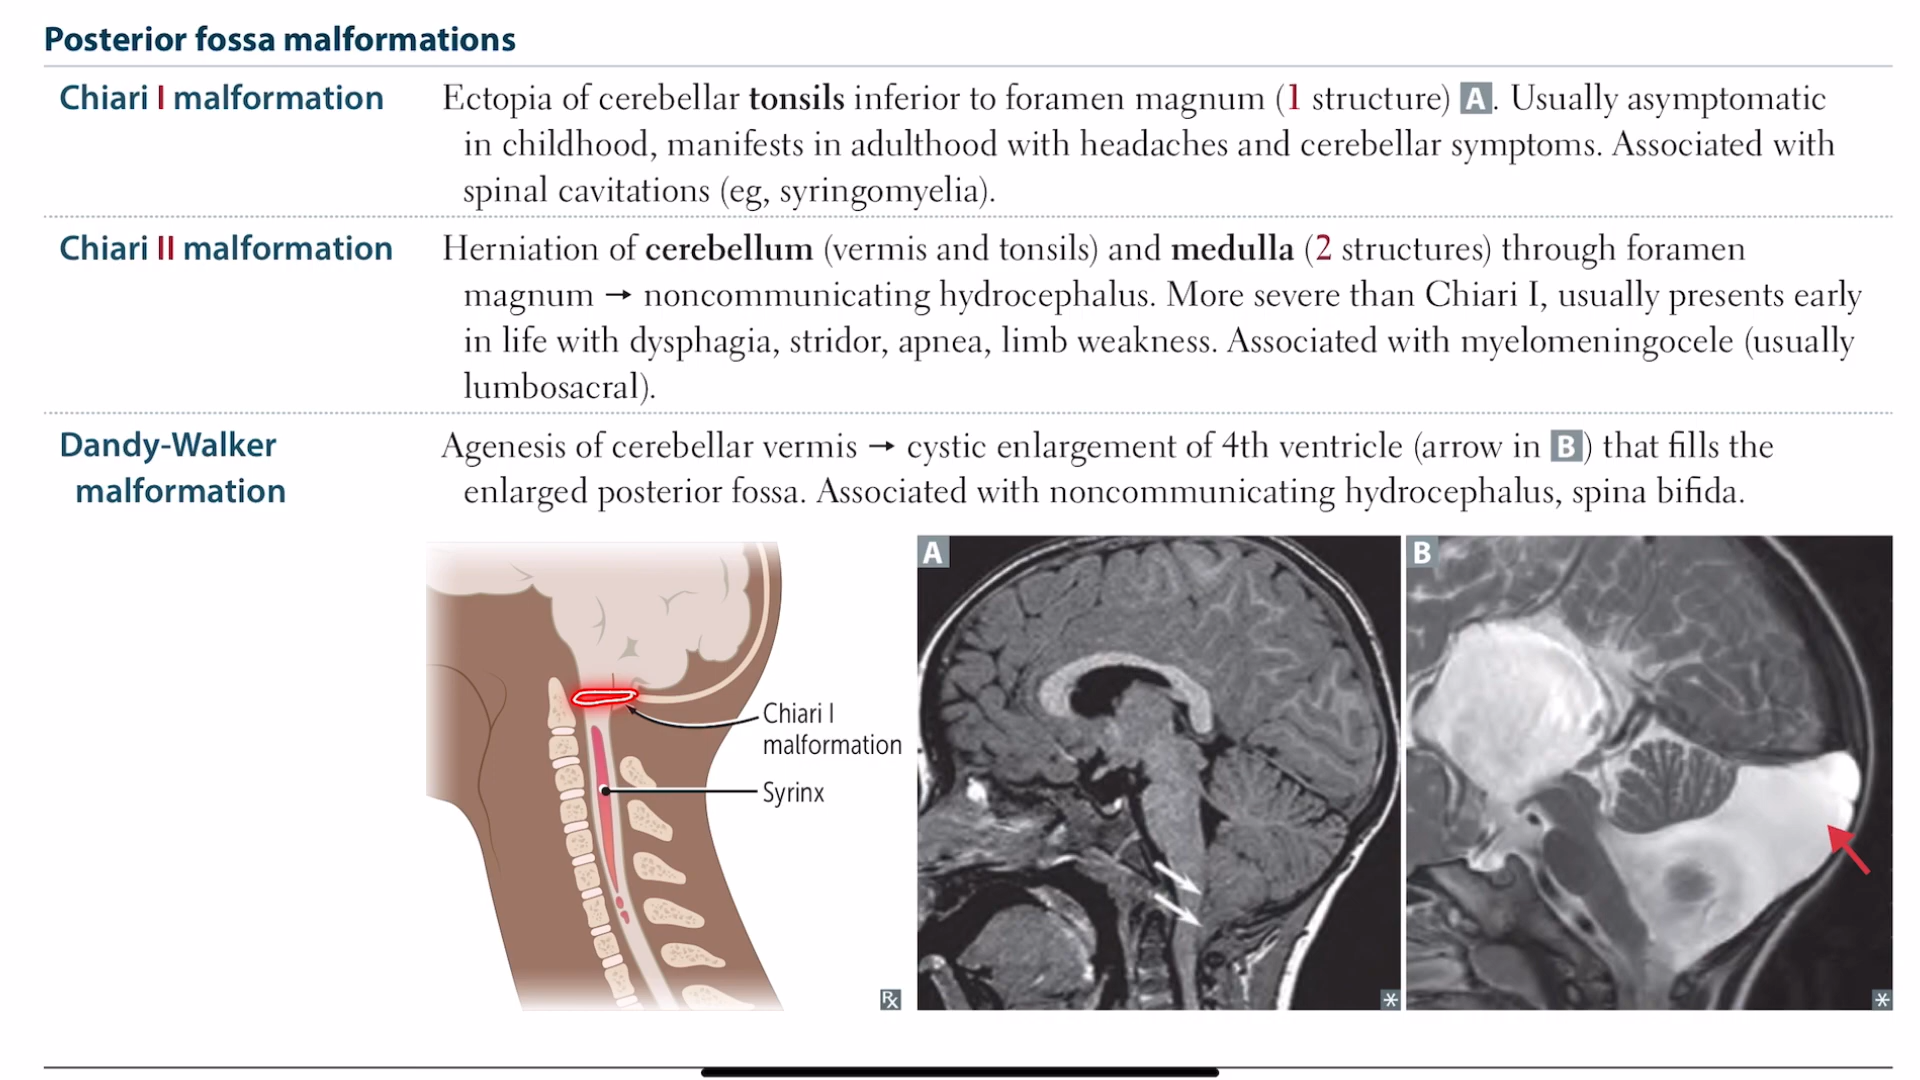 Posterior fossa malformations
Chiari I malformation
Ectopia of cerebellar tonsils inferior to foramen magnum (1 structure) A. Usually asymptomatic
in childhood, manifests in adulthood with headaches and cerebellar symptoms. Associated with
spinal cavitations (eg, syringomyelia).
Chiari II malformation
Herniation of cerebellum (vermis and tonsils) and medulla (2 structures) through foramen
magnum → noncommunicating hydrocephalus. More severe than Chiari I, usually presents early
in life with dysphagia, stridor, apnea, limb weakness. Associated with myelomeningocele (usually
lumbosacral).
Dandy-Walker
malformation
Agenesis of cerebellar vermis → cystic enlargement of 4th ventricle (arrow in B) that fills the
enlarged posterior fossa. Associated with noncommunicating hydrocephalus, spina bifida.
Chiari I
malformation
Syrinx
℞
A
*
B
*